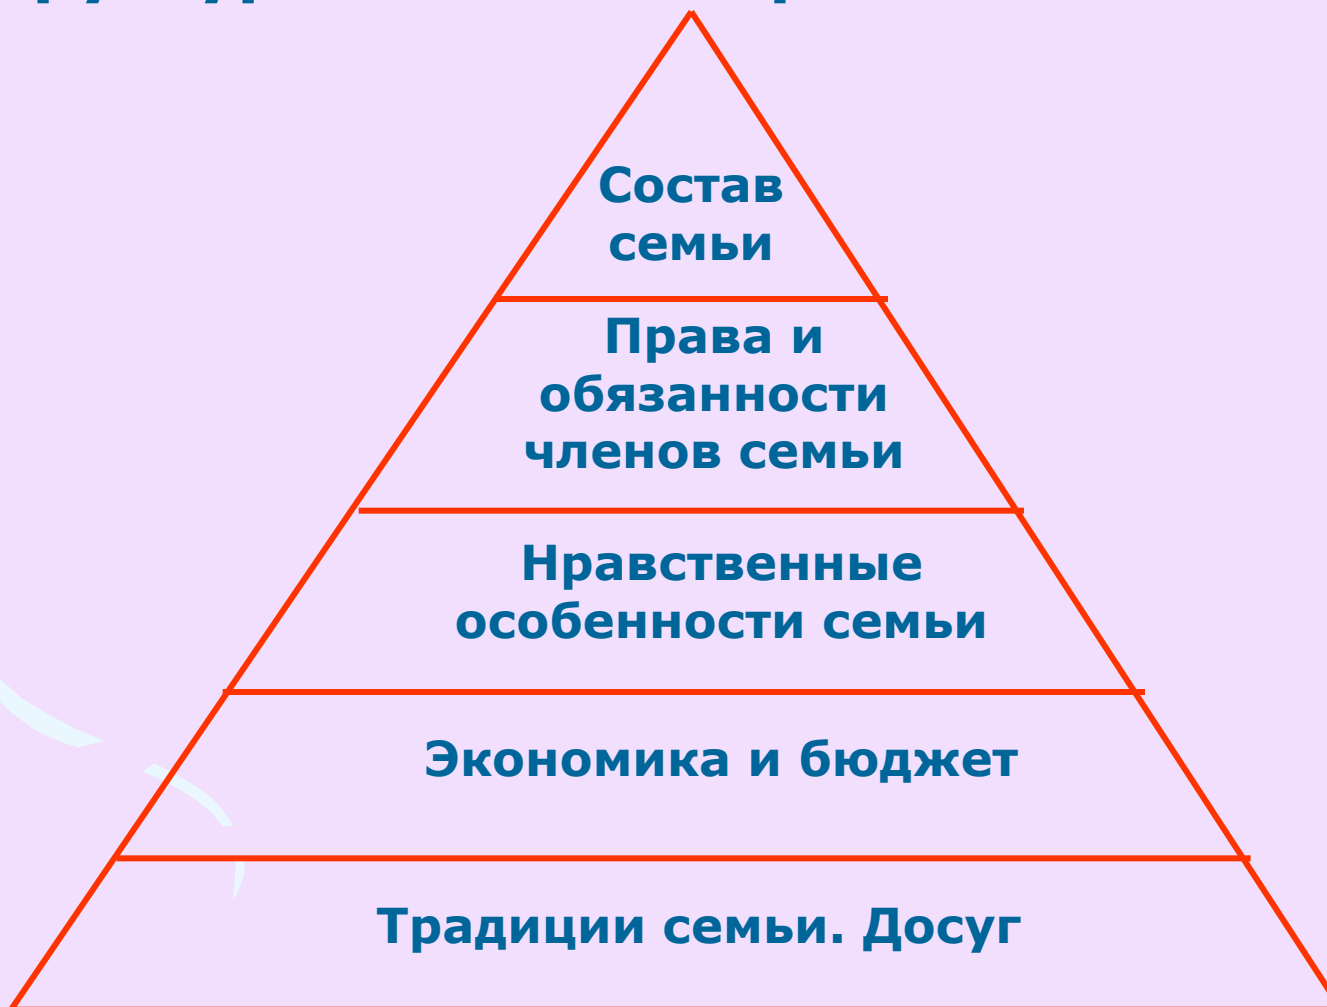 Состав
семьи
Права и
обязанности
членов семьи
Нравственные
особенности семьи
Экономика и бюджет
Традиции семьи. Досуг